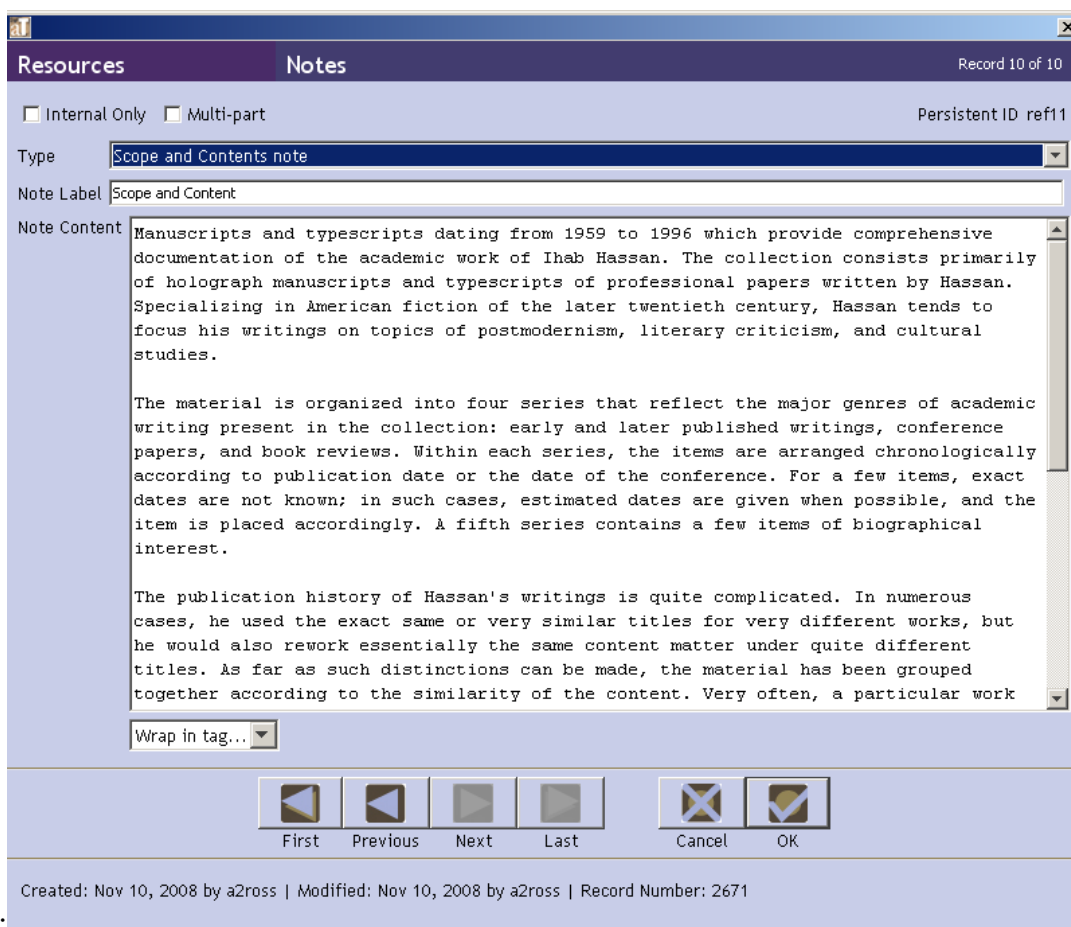 aT
Resources Notes Record 10 of 10
Internal Only Multi-part Persistent ID ref11
Type Scope and Contents note
Note Label Scope and Content
Note Content Manuscripts and typescripts dating from 1959 to 1996 which provide comprehensive
documentation of the academic work of Ihab Hassan. The collection consists primarily
of holograph manuscripts and typescripts of professional papers written by Hassan.
Specializing in American fiction of the later twentieth century, Hassan tends to
focus his writings on topics of postmodernism, literary criticism, and cultural
studies.
The material is organized into four series that reflect the major genres of academic
writing present in the collection: early and later published writings, conference
papers, and book reviews. Within each series, the items are arranged chronologically
according to publication date or the date of the conference. For a few items, exact
dates are not known; in such cases, estimated dates are given when possible, and the
item is placed accordingly. A fifth series contains a few items of biographical
interest.
The publication history of Hassan's writings is quite complicated. In numerous
cases, he used the exact same or very similar titles for very different works, but
he would also rework essentially the same content matter under quite different
titles. As far as such distinctions can be made, the material has been grouped
together according to the similarity of the content. Very often, a particular work
Wrap in tag...
First Previous Next Last Cancel OK
Created: Nov 10, 2008 by a2ross | Modified: Nov 10, 2008 by a2ross | Record Number: 2671
.